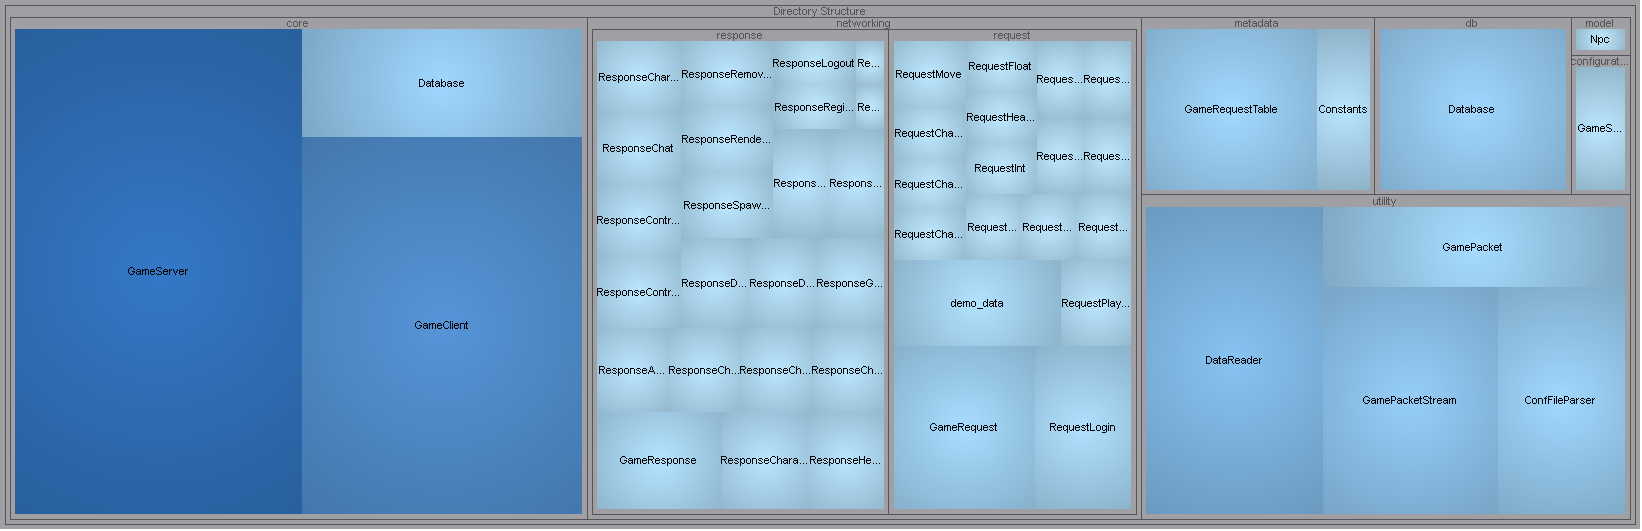 Directory Structure
core
GameServer
Database
GameClient
networking
response
ResponseChar...
ResponseRemov...
ResponseLogout
Re...
ResponseRegi...
Re...
ResponseChat
ResponseRende...
Respons...
Respons...
ResponseContr...
ResponseSpaw...
ResponseContr...
ResponseD...
ResponseD...
ResponseG...
ResponseA...
ResponseCh...
ResponseCh...
ResponseCh...
GameResponse
ResponseChara...
ResponseHe...
request
RequestMove
RequestFloat
Reques...
Reques...
RequestCha...
RequestHea...
RequestCha...
RequestInt
Reques...
Reques...
RequestCha...
Request...
Request...
Request...
demo_data
RequestPlay...
GameRequest
RequestLogin
metadata
GameRequestTable
Constants
db
Database
model
Npc
configurat...
GameS...
utility
DataReader
GamePacket
GamePacketStream
ConfFileParser